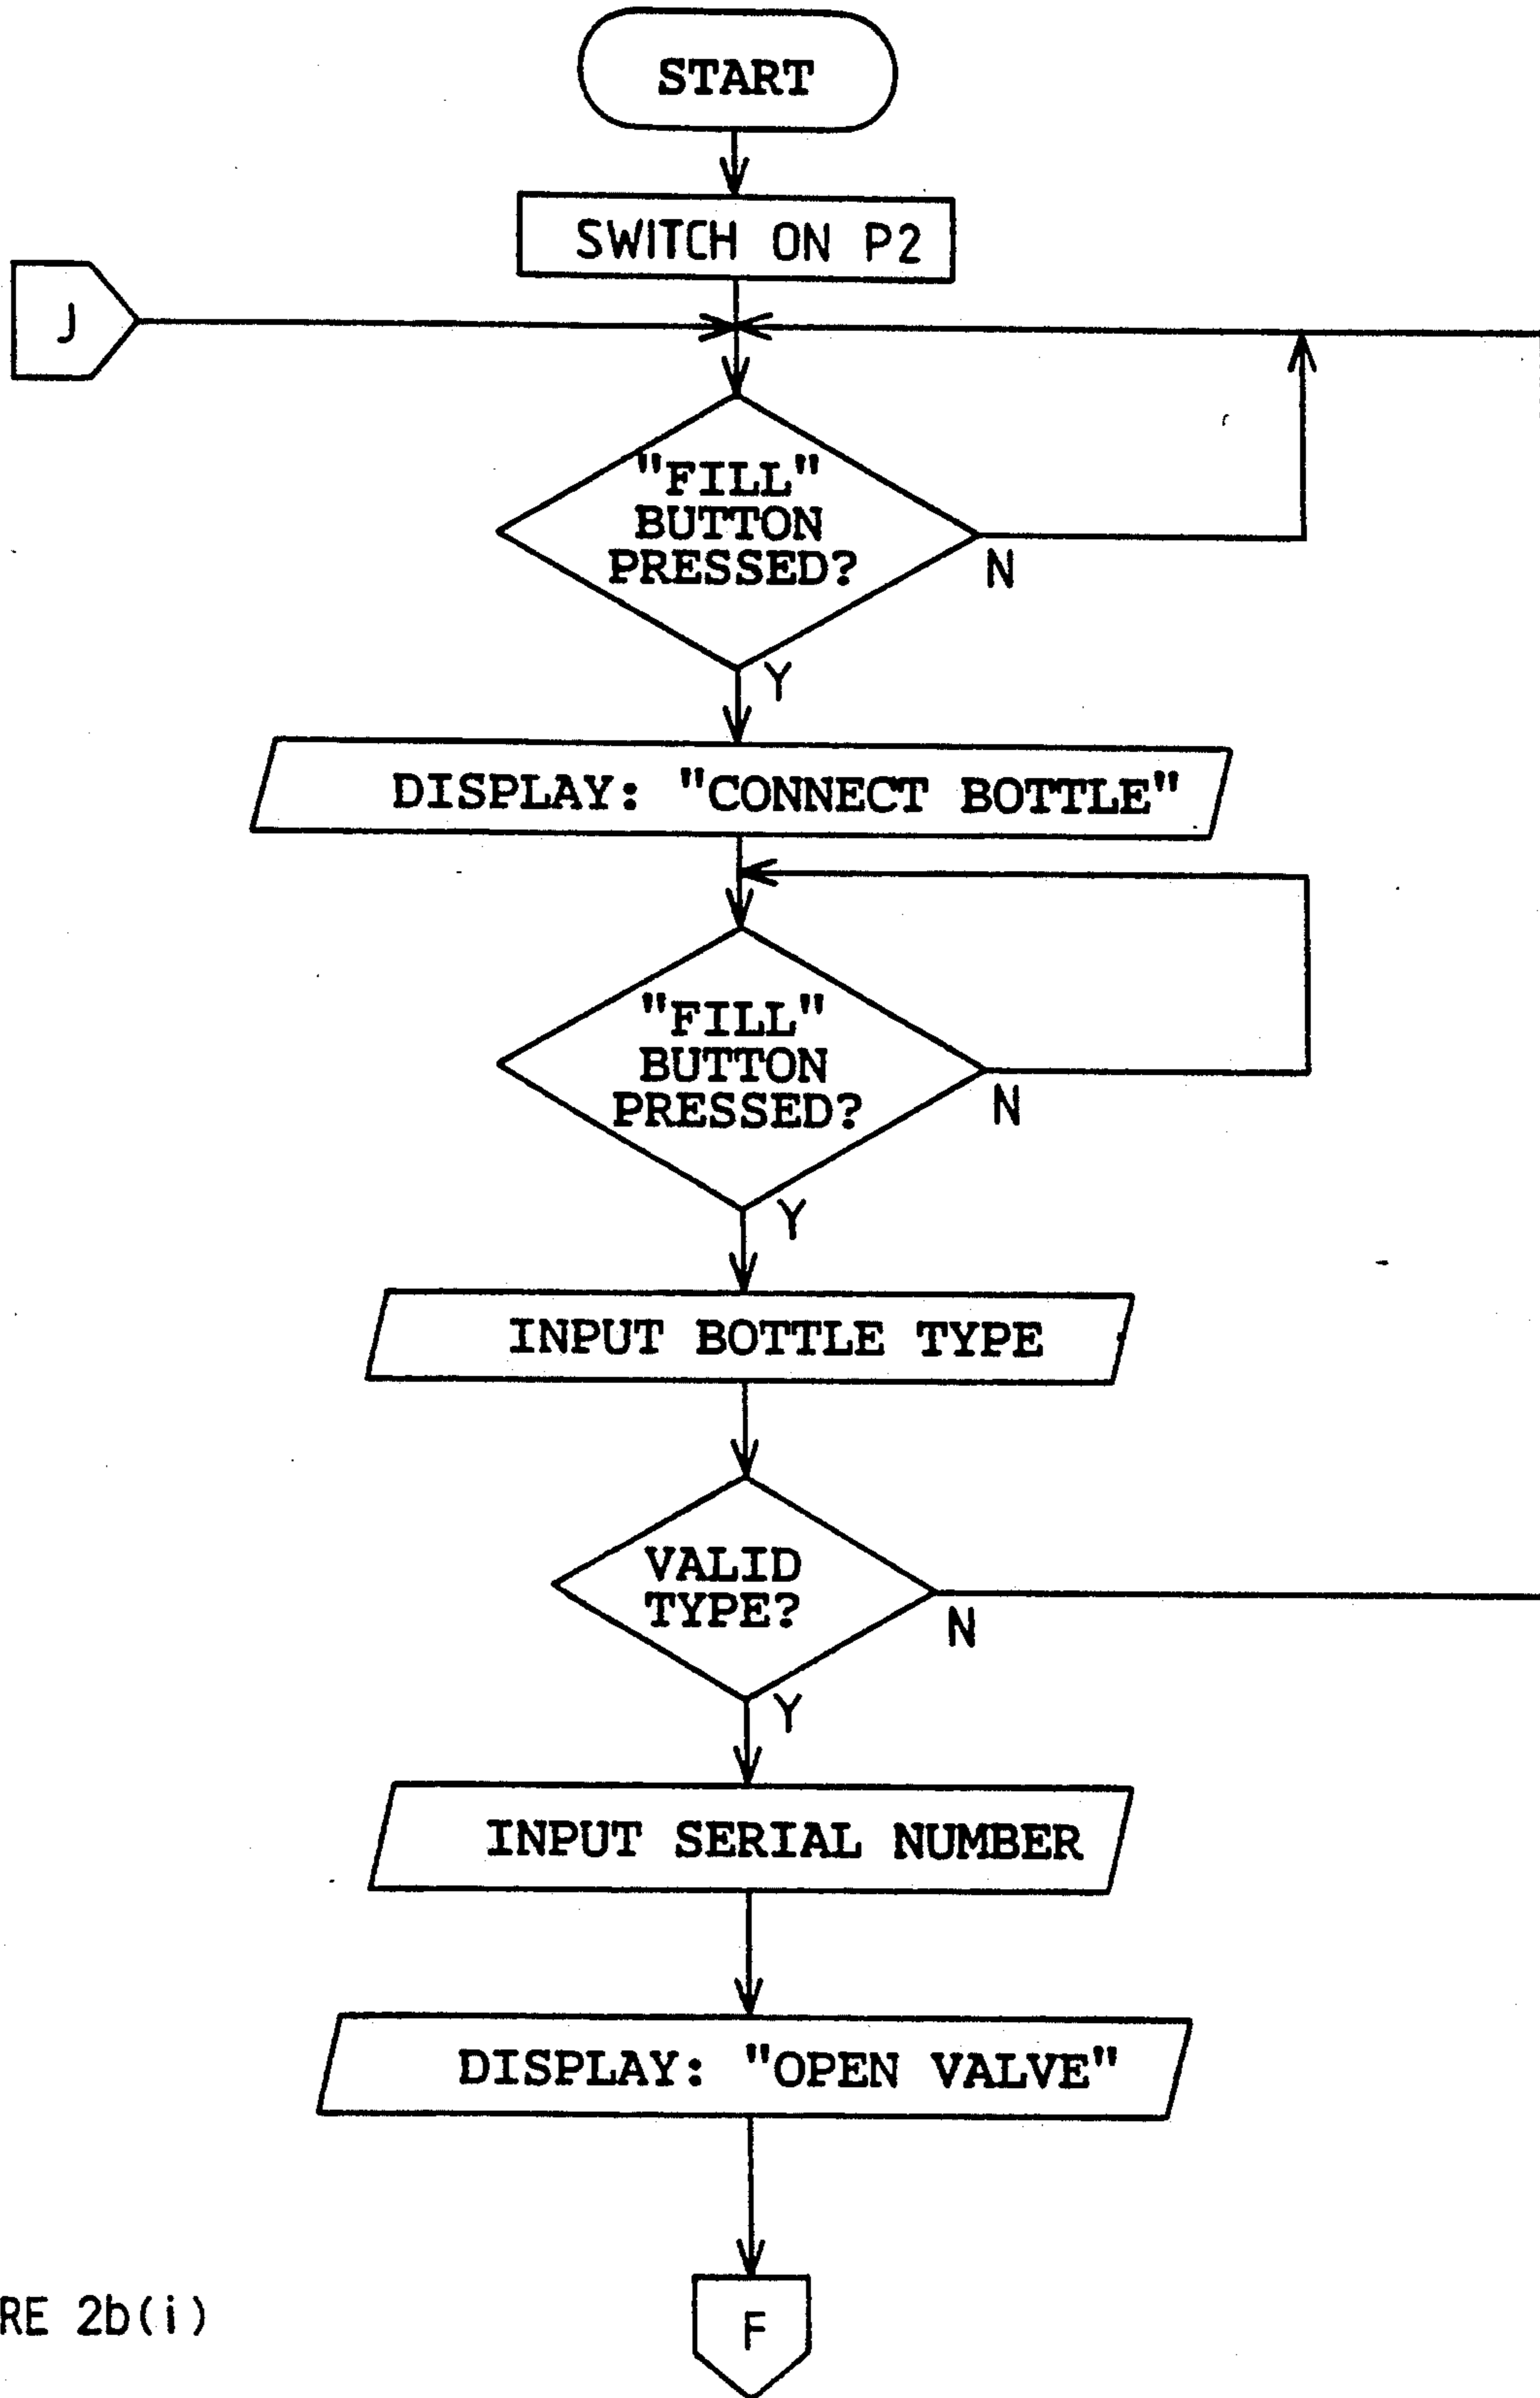 START
SWITCH ON P2
J
"FILL"
BUTTON
PRESSED?
N
Y
DISPLAY: "CONNECT BOTTLE"
"FILL"
BUTTON
PRESSED?
N
Y
INPUT BOTTLE TYPE
VALID
TYPE?
N
Y
INPUT SERIAL NUMBER
DISPLAY: "OPEN VALVE"
F
RE 2b(i)